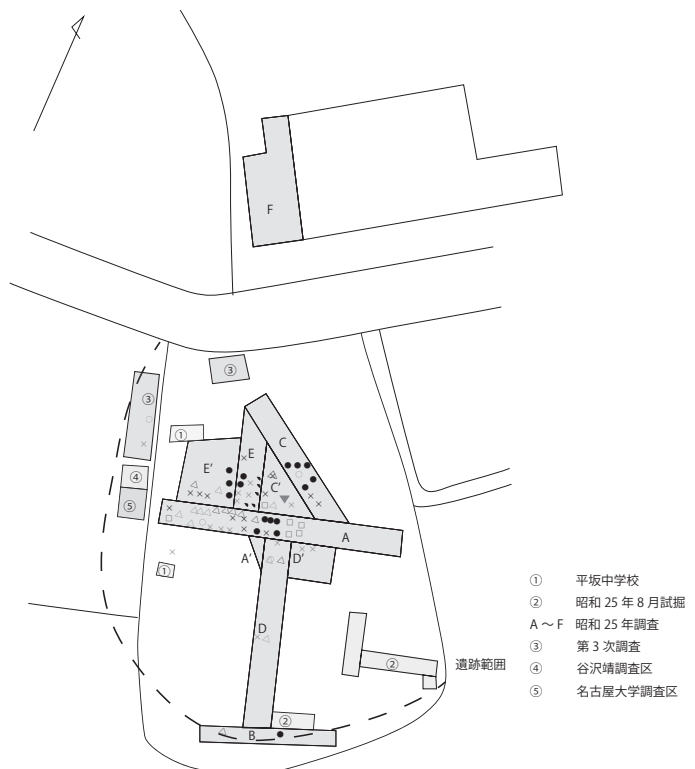 F
③
③
①
C
E
E'
C'
④
⑤
A
A'
D'
①
D
②
遺跡範囲
②
B
① 平坂中学校
② 昭和 25 年 8 月試掘
A ～ F 昭和 25 年調査
③ 第 3 次調査
④ 谷沢靖調査区
⑤ 名古屋大学調査区